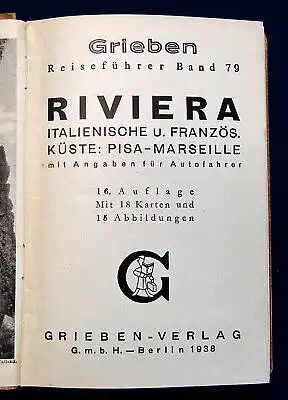 Grieben
Reiseführer Band 79
RIVIERA
ITALIENISCHE U. FRANZÖS.
KÜSTE: PISA-MARSEILLE
mit Angaben für Autofahrer
16. Auflage
Mit 18 Karten und
15 Abbildungen
G
GRIEBEN-VERLAG
G. m. b. H. — Berlin 1938